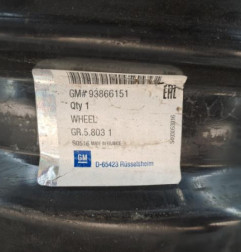 GM#93866151
Qty 1
WHEEL
GR.5.803 1
GM
D-65423 Rüsselsheim
EAC